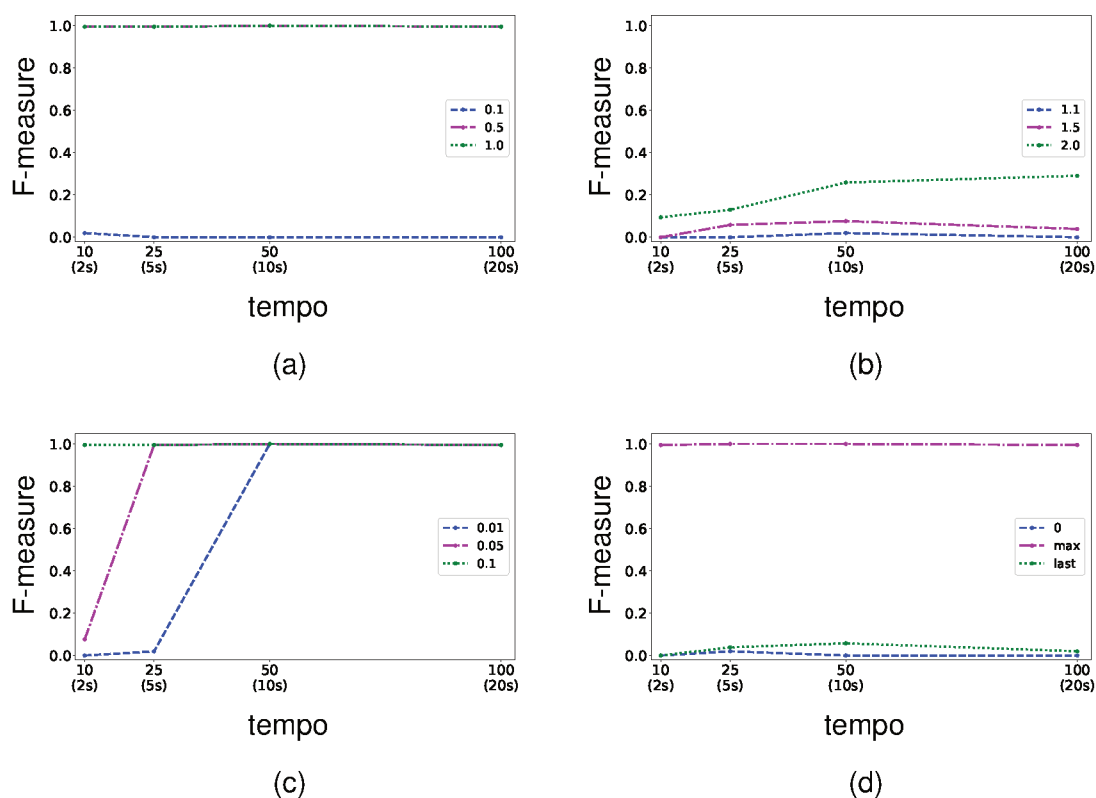 1.0
0.8
0.6
0.4
0.2
0.0
F-measure
0.1
0.5
1.0
10
(2s)
25
(5s)
50
(10s)
100
(20s)
tempo
(a)
1.0
0.8
0.6
0.4
0.2
0.0
F-measure
1.1
1.5
2.0
10
(2s)
25
(5s)
50
(10s)
100
(20s)
tempo
(b)
1.0
0.8
0.6
0.4
0.2
0.0
F-measure
0.01
0.05
0.1
10
(2s)
25
(5s)
50
(10s)
100
(20s)
tempo
(c)
1.0
0.8
0.6
0.4
0.2
0.0
F-measure
0
max
last
10
(2s)
25
(5s)
50
(10s)
100
(20s)
tempo
(d)